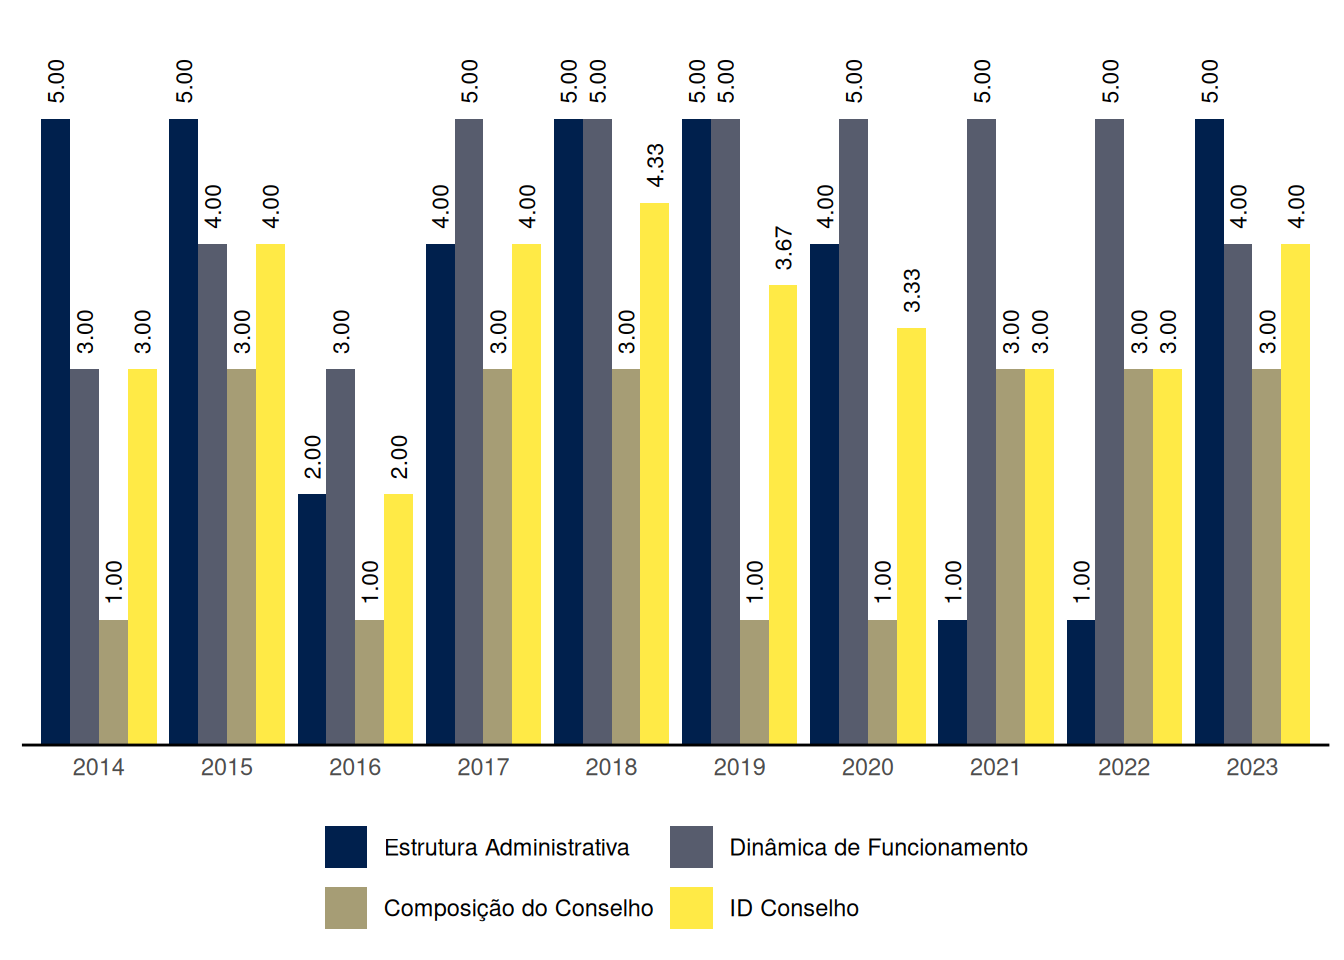 5.00 3.00 1.00 3.00 5.00 4.00 3.00 4.00 2.00 3.00 1.00 2.00 4.00 5.00 3.00 4.00 5.00 5.00 3.00 4.33 5.00 5.00 1.00 3.67 4.00 5.00 1.00 3.33 1.00 5.00 3.00 3.00 1.00 5.00 3.00 3.00 5.00 4.00 3.00 4.00
2014 2015 2016 2017 2018 2019 2020 2021 2022 2023
Estrutura Administrativa Dinâmica de Funcionamento
Composição do Conselho ID Conselho